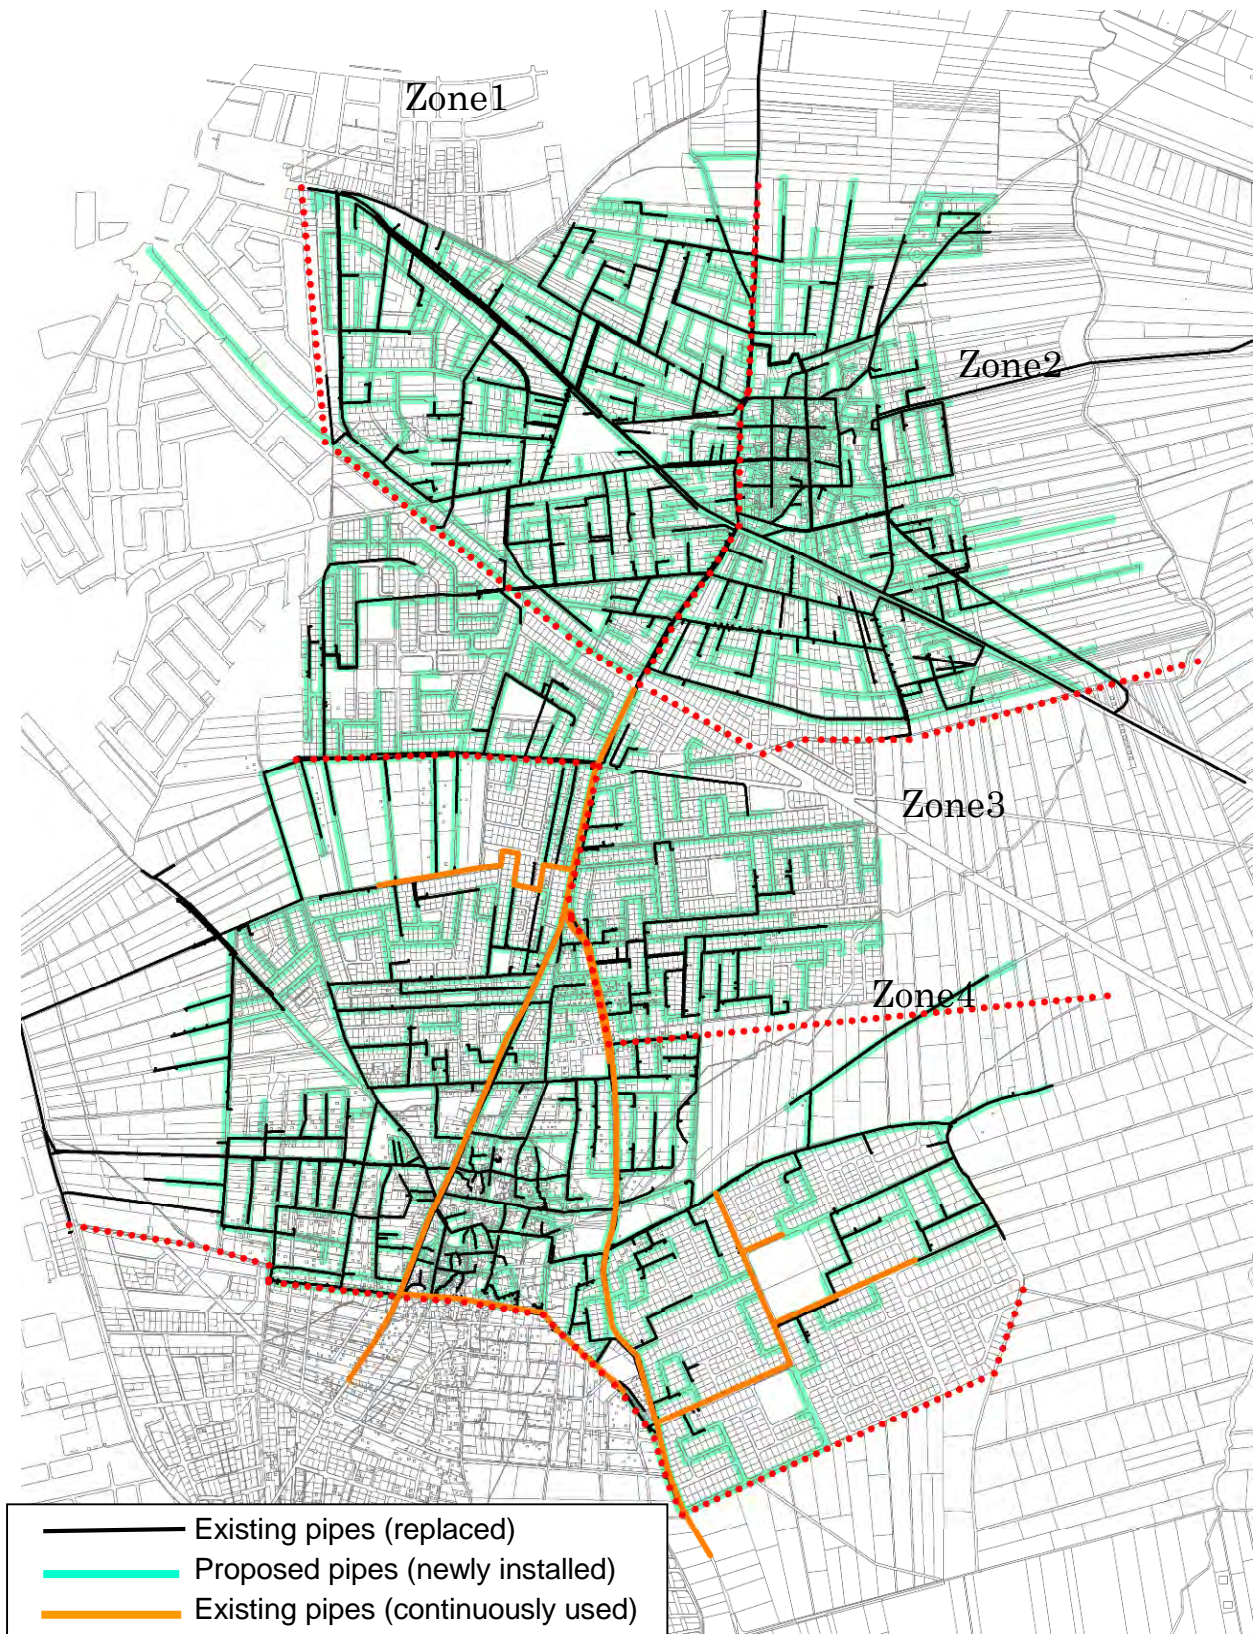 Zone1
Zone2
Zone3
Zone4
Existing pipes (replaced)
Proposed pipes (newly installed)
Existing pipes (continuously used)